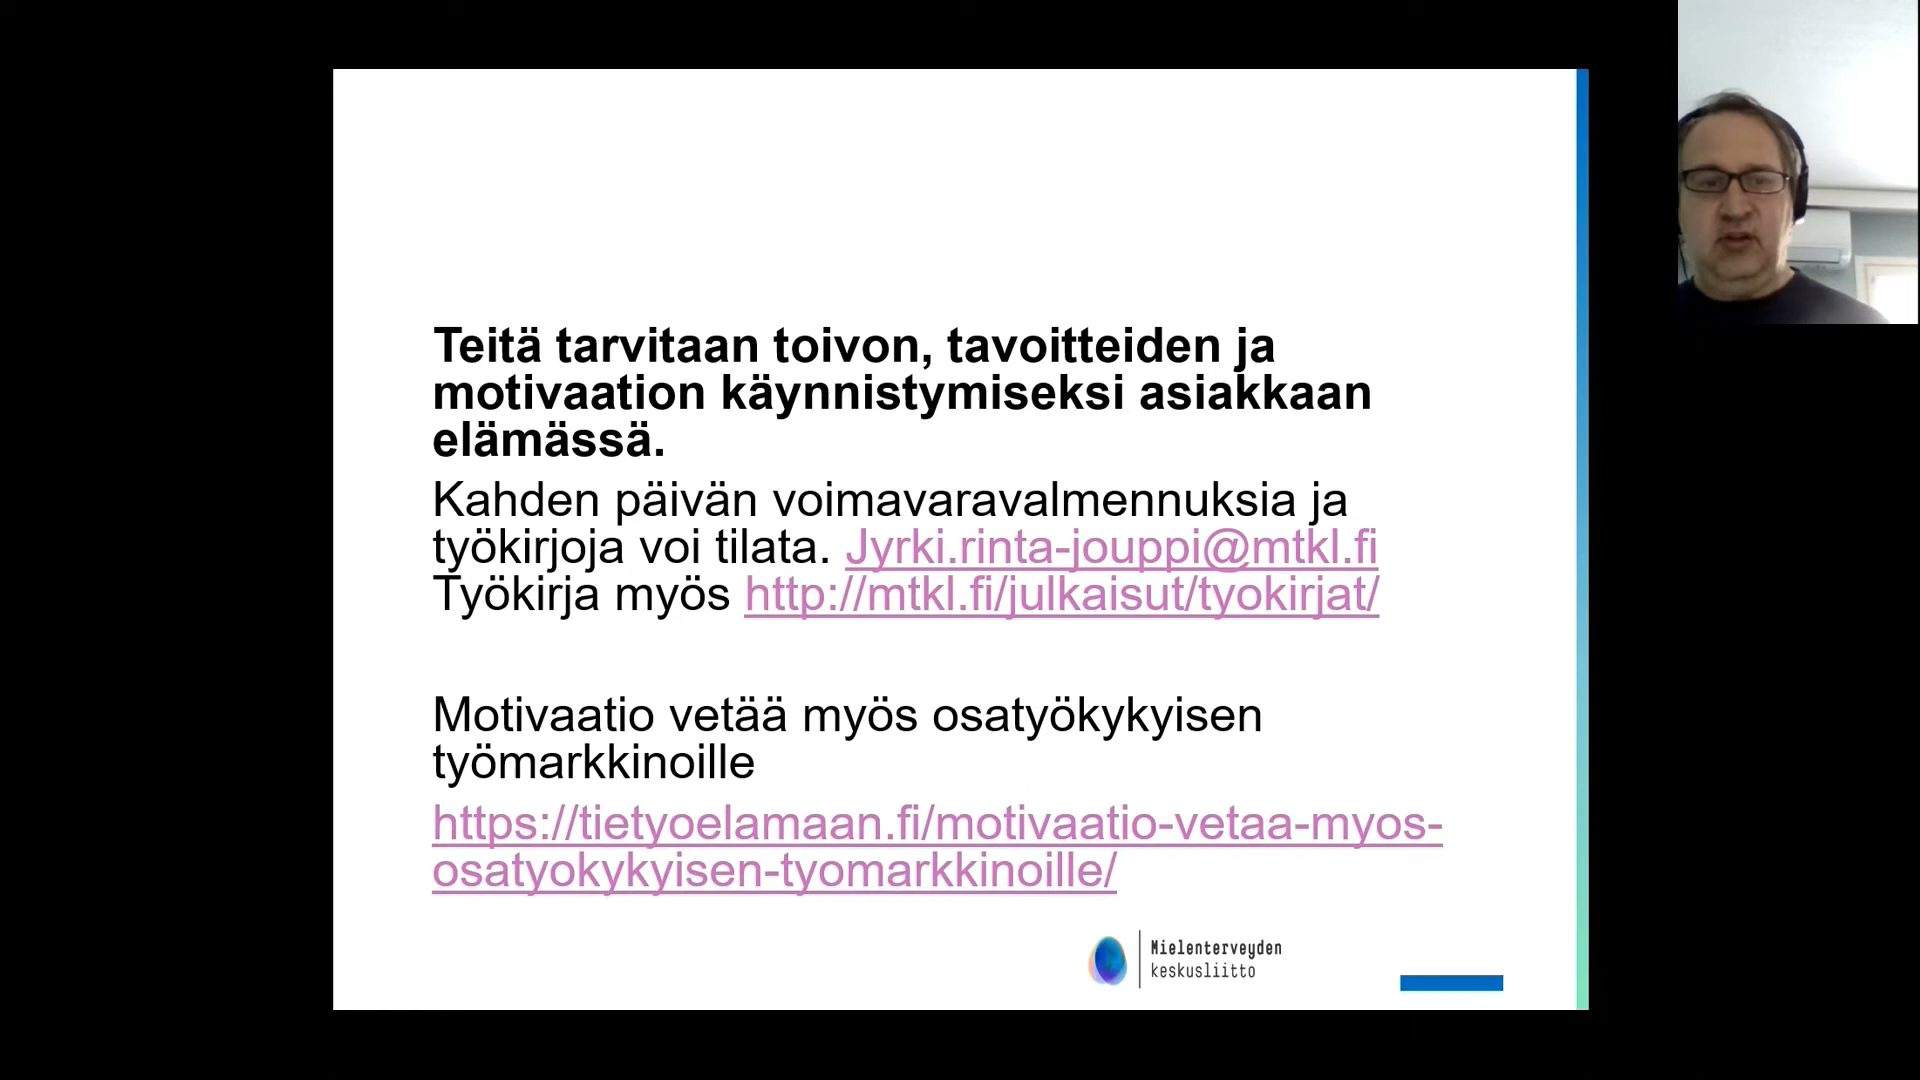 Teitä tarvitaan toivon, tavoitteiden ja
motivaation käynnistymiseksi asiakkaan
elämässä.
Kahden päivän voimavaravalmennuksia ja
työkirjoja voi tilata. Jyrki.rinta-jouppi@mtkl.fi
Työkirja myös http://mtkl.fi/julkaisut/tyokirjat/
Motivaatio vetää myös osatyökykyisen
työmarkkinoille
https://tietyoelamaan.fi/motivaatio-vetaa-myos-
osatyokykyisen-tyomarkkinoille/
Mielenterveyden
keskusliitto